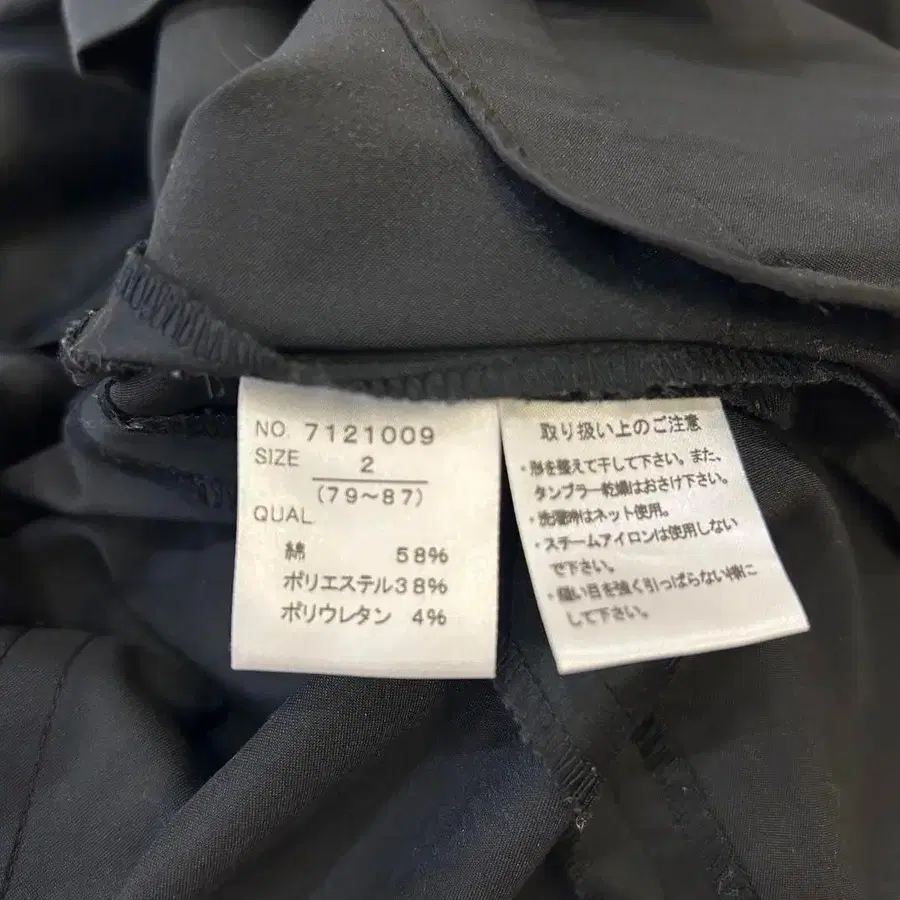 NO. 7121009
SIZE 2
(79~87)
QUAL
綿 58%
ポリエステル38%
ポリウレタン 4%
取り扱い上のご注意
・形を整えて干して下さい。また、
タンブラー乾燥はおさけ下さい。
・洗濯時はネット使用。
・スチームアイロンは使用しない
で下さい。
・縫い目を強く引っぱらない様に
して下さい。